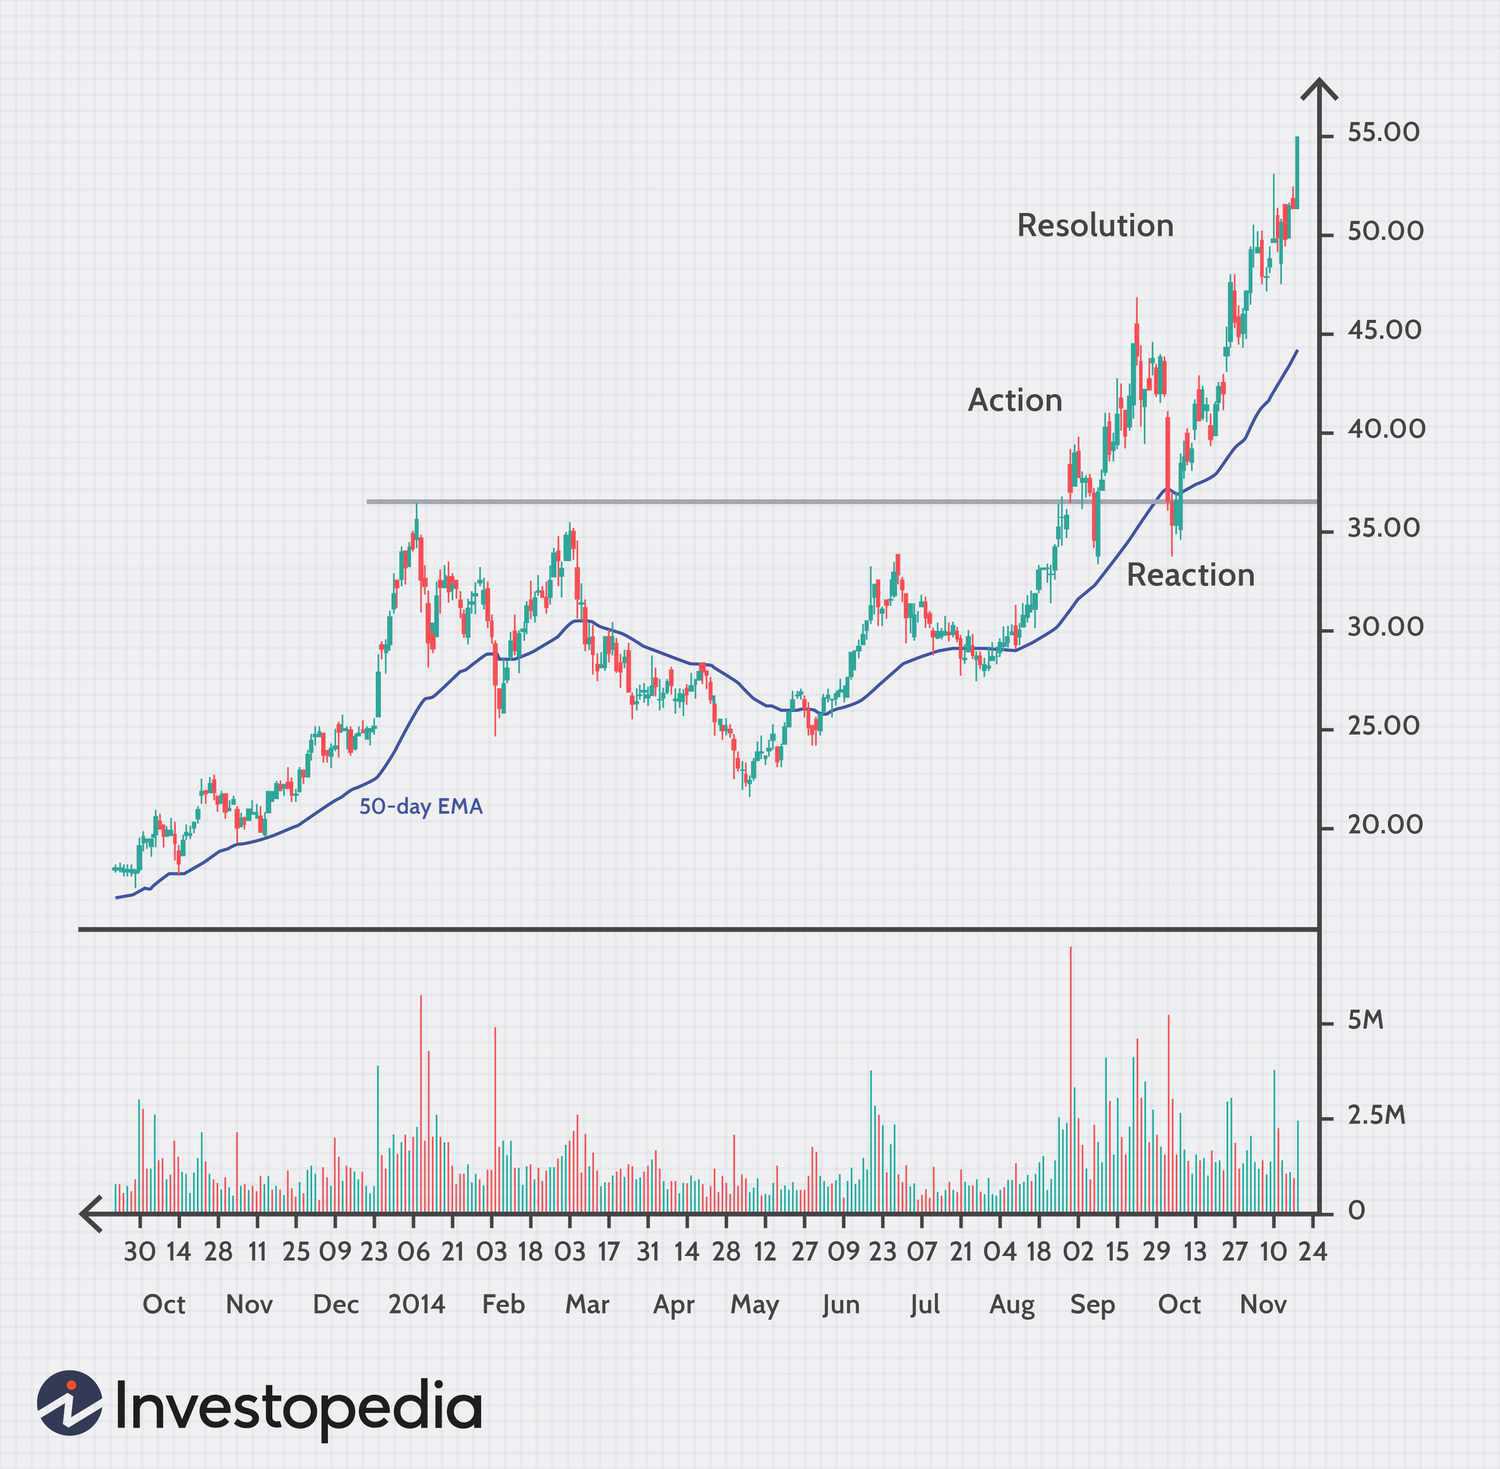 55.00
Resolution
50.00
45.00
Action
40.00
35.00
Reaction
30.00
25.00
50-day EMA
20.00
5M
2.5M
0
30 14 28 11 25 09 23 06 21 03 18 03 17 31 14 28 12 27 09 23 07 21 04 18 02 15 29 13 27 10 24
Oct Nov Dec 2014 Feb Mar Apr May Jun Jul Aug Sep Oct Nov
Investopedia